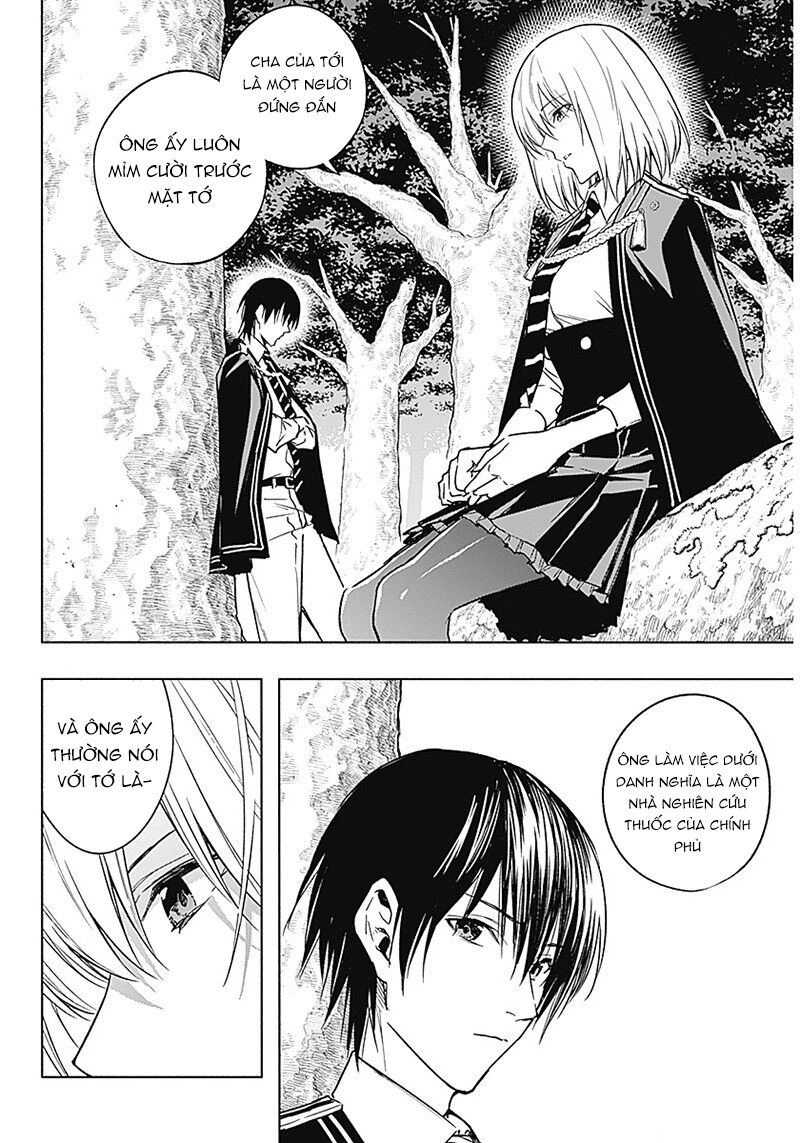 CHA CỦA TỚI
LÀ MỘT NGƯỜI
ĐỨNG ĐẮN
ÔNG ẤY LUÔN
MỈM CƯỜI TRƯỚC
MẶT TỚ
ÔNG LÀM VIỆC DƯỚI
DANH NGHĨA LÀ MỘT
NHÀ NGHIÊN CỨU
THUỐC CỦA CHÍNH
PHỦ
VÀ ÔNG ẤY
THƯỜNG NÓI
VỚI TỚ LÀ-